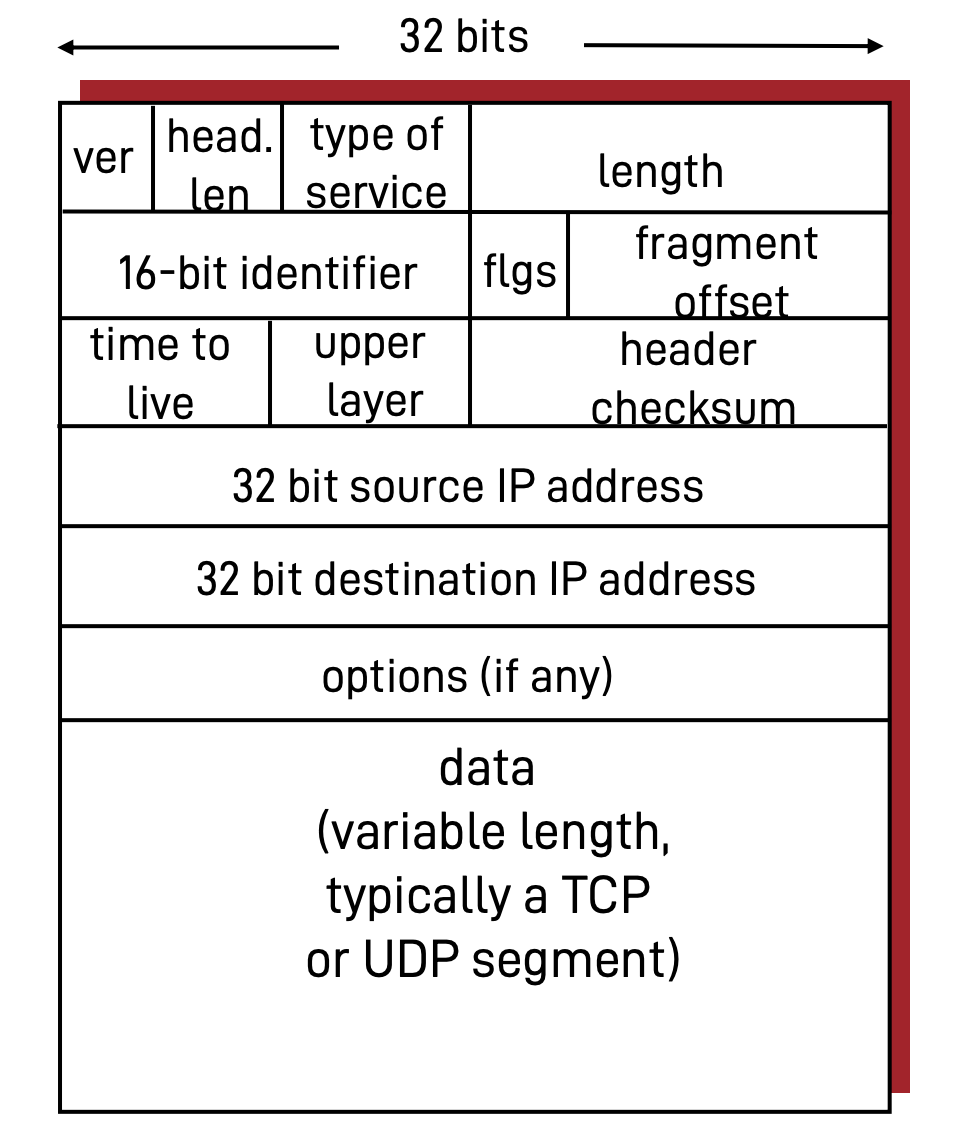 32 bits
ver
head.
len
type of
service
length
16-bit identifier
flgs
fragment
offset
time to
live
upper
layer
header
checksum
32 bit source IP address
32 bit destination IP address
options (if any)
data
(variable length,
typically a TCP
or UDP segment)